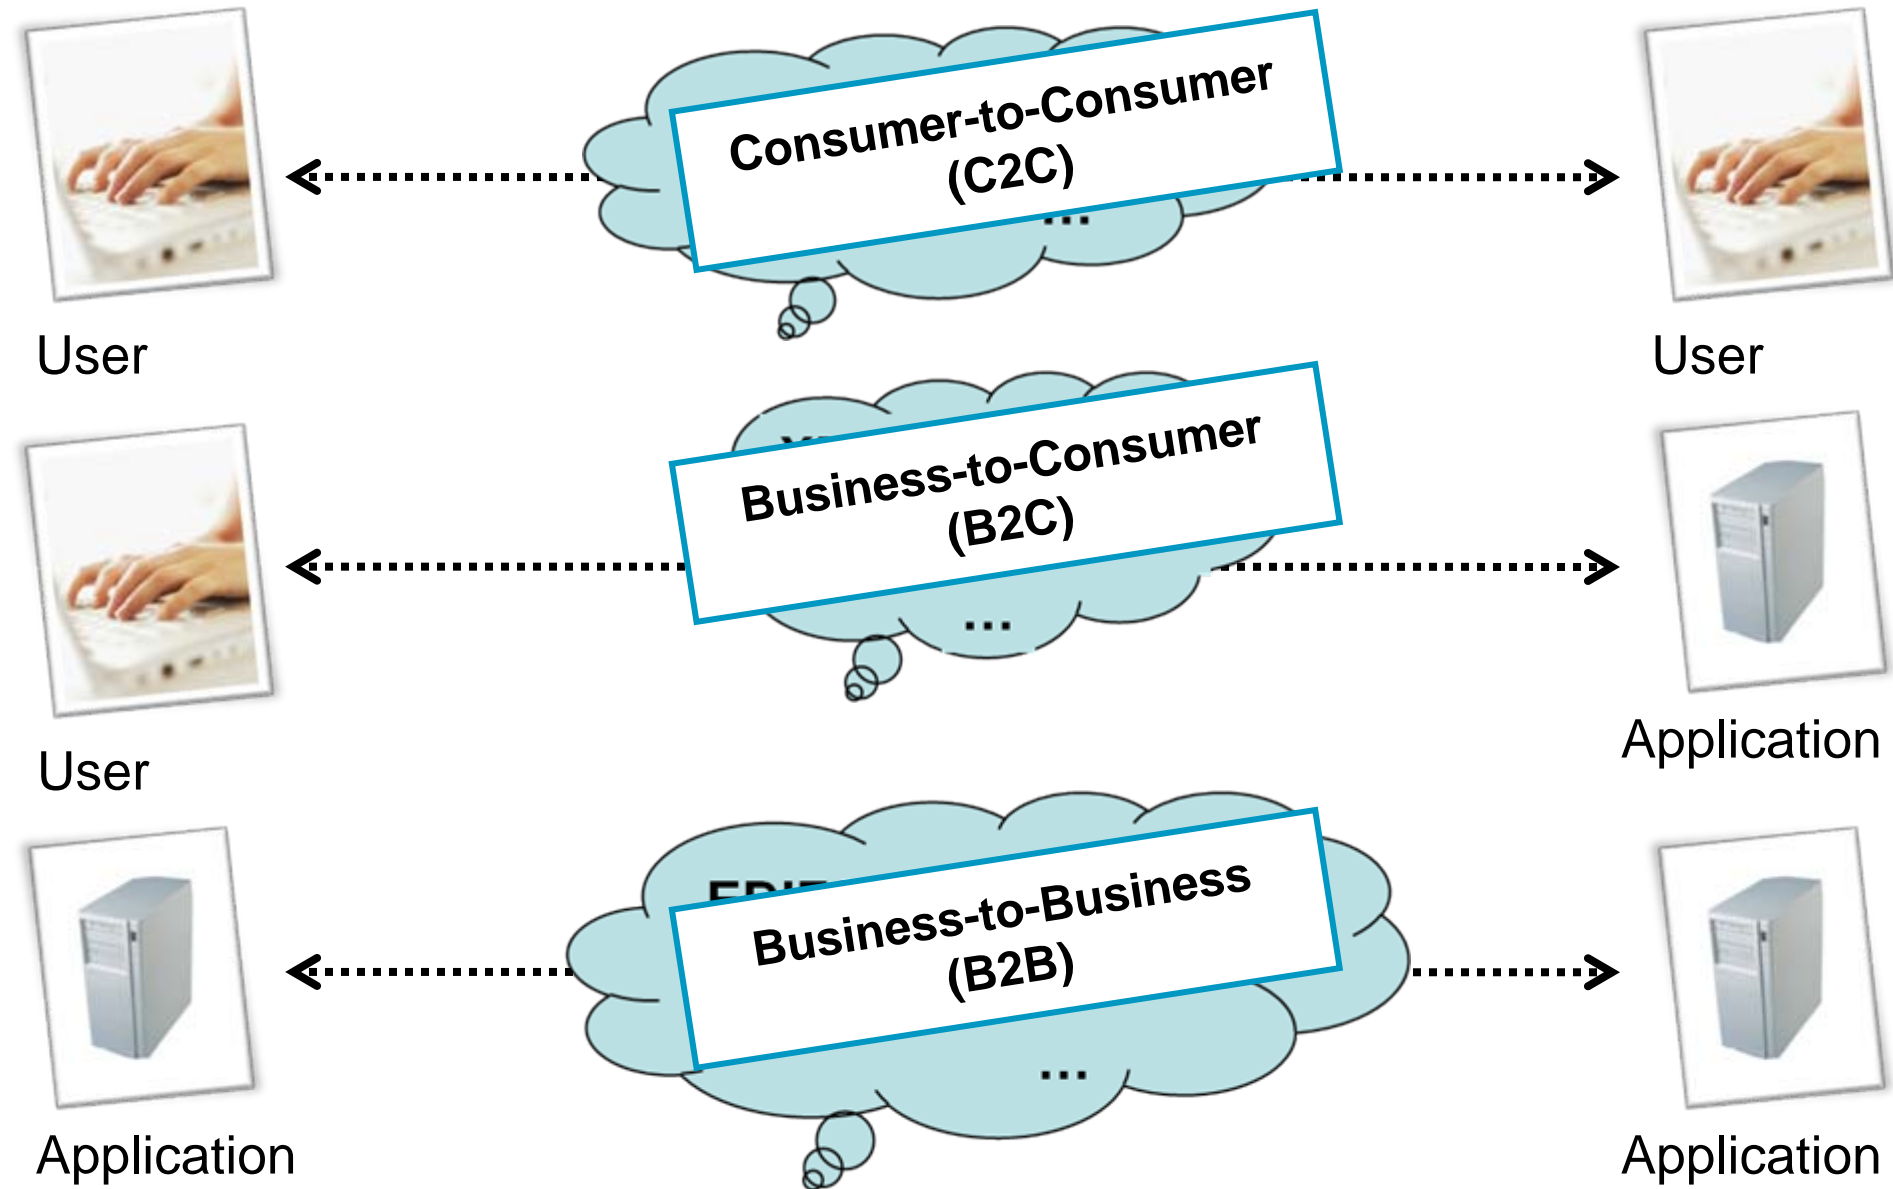 Consumer-to-Consumer
(C2C)
...
User
User
Business-to-Consumer
(B2C)
...
User
Application
Business-to-Business
(B2B)
...
Application
Application